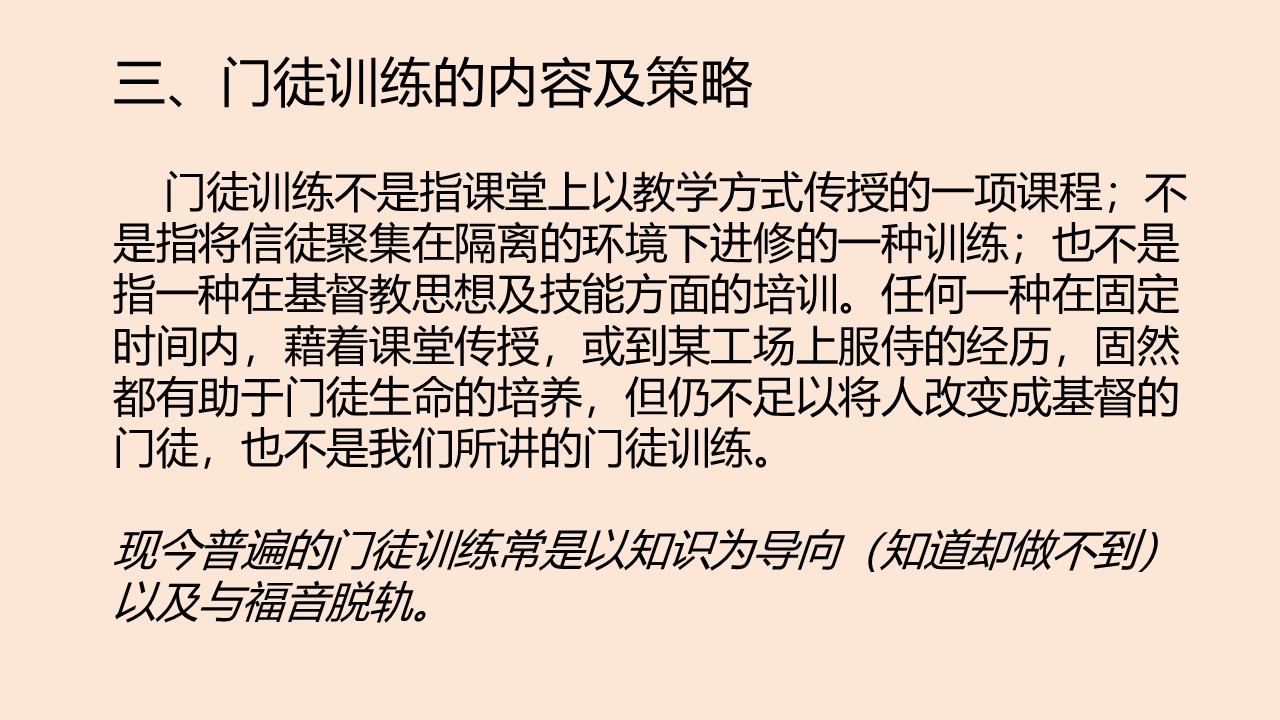 三、门徒训练的内容及策略
门徒训练不是指课堂上以教学方式传授的一项课程；不
是指将信徒聚集在隔离的环境下进修的一种训练；也不是
指一种在基督教思想及技能方面的培训。任何一种在固定
时间内，藉着课堂传授，或到某工场上服侍的经历，固然
都有助于门徒生命的培养，但仍不足以将人改变成基督的
门徒，也不是我们所讲的门徒训练。
现今普遍的门徒训练常是以知识为导向（知道却做不到）
以及与福音脱轨。